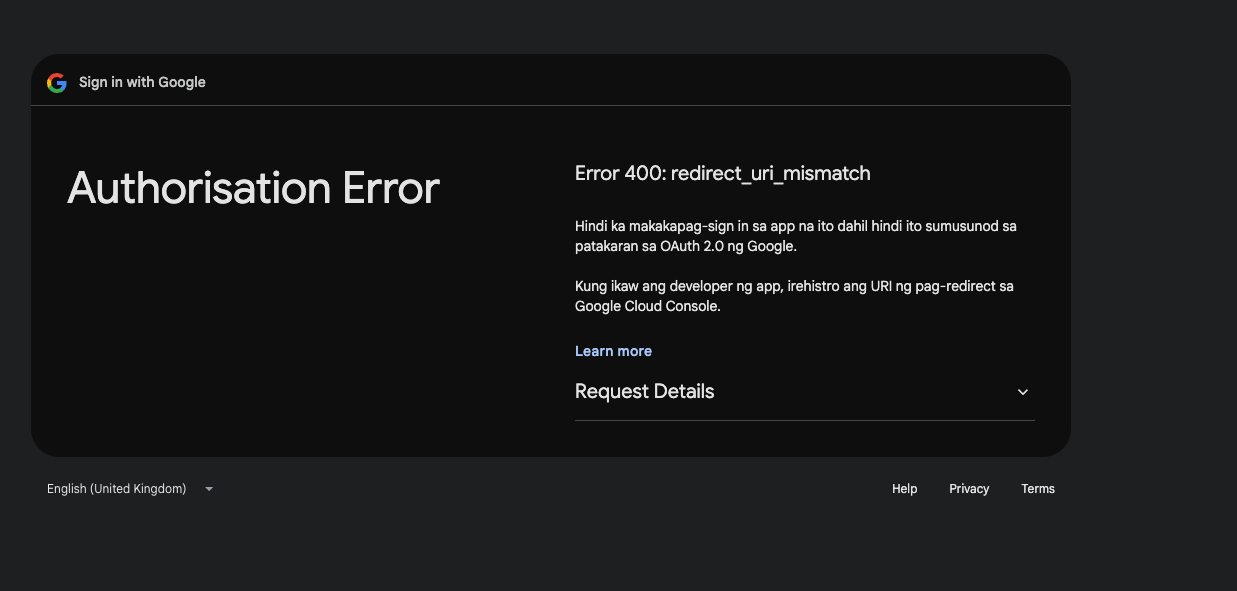 Sign in with Google
Authorisation Error
Error 400: redirect_uri_mismatch
Hindi ka makakapag-sign in sa app na ito dahil hindi ito sumusunod sa
patakaran sa OAuth 2.0 ng Google.
Kung ikaw ang developer ng app, irehistro ang URI ng pag-redirect sa
Google Cloud Console.
Learn more
Request Details
English (United Kingdom)
Help
Privacy
Terms